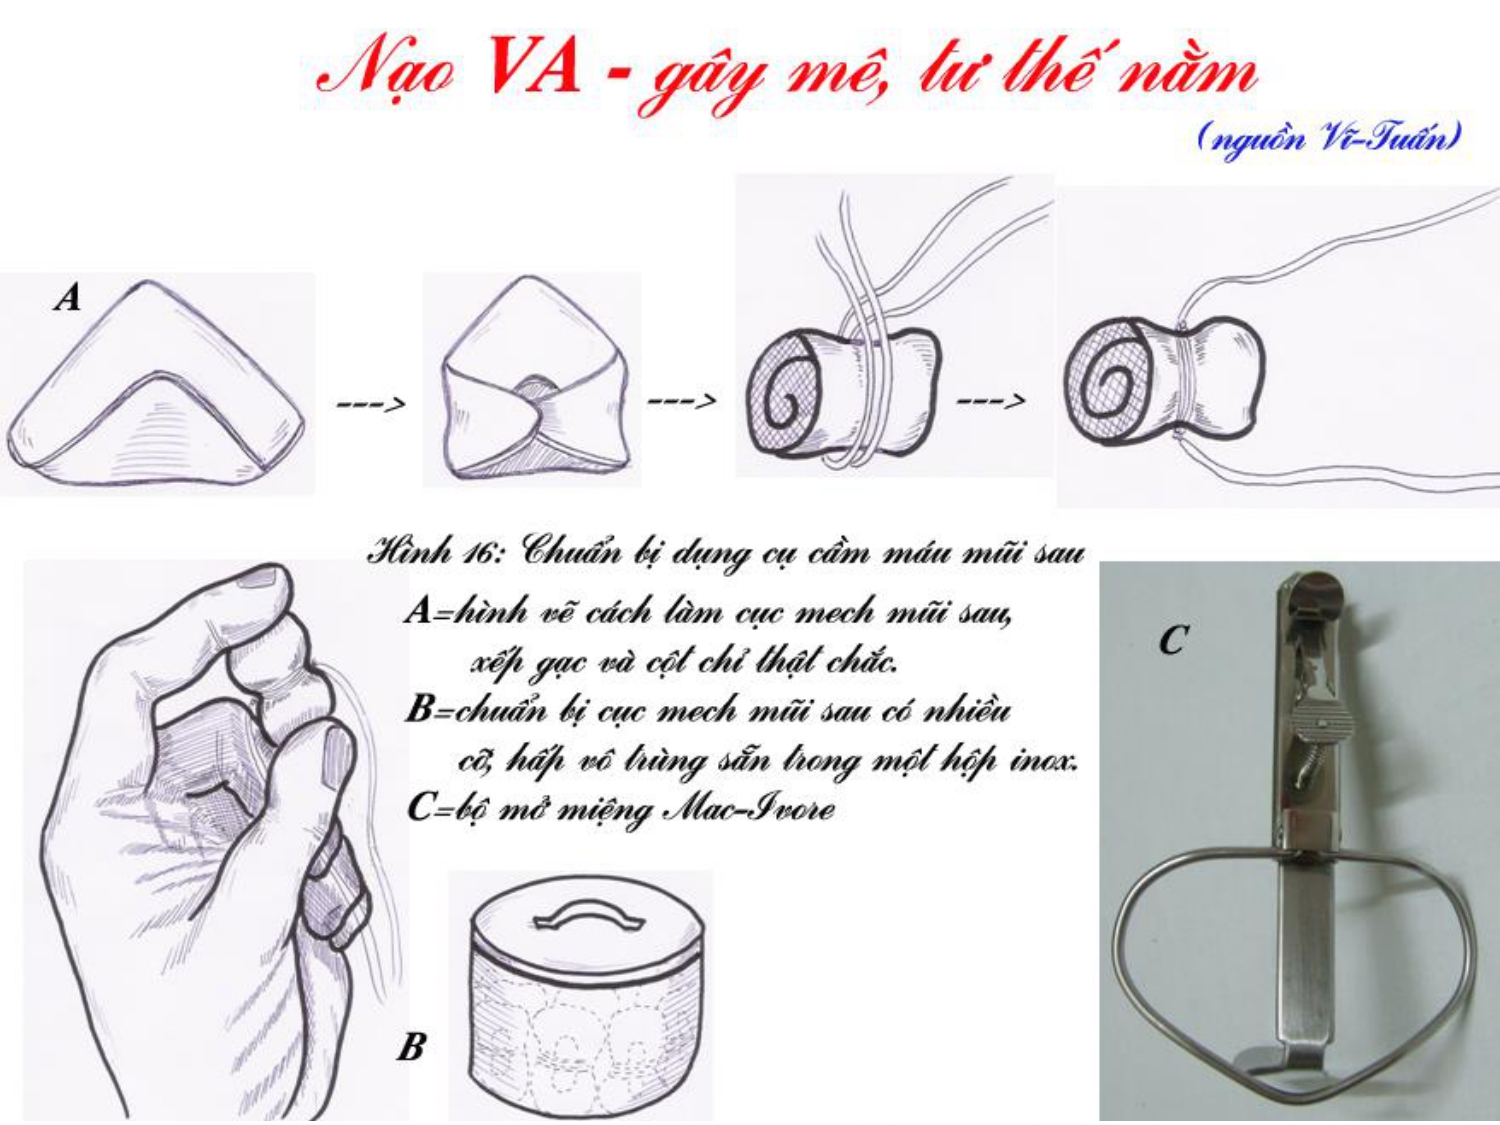 Nạo VA - gây mê, tư thế nằm
(nguồn Vĩ-Tuấn)
A
--->
--->
--->
Hình 16: Chuẩn bị dụng cụ cầm máu mũi sau
A=hình vẽ cách làm cục mech mũi sau,
xếp gạc và cột chỉ thật chắc.
B=chuẩn bị cục mech mũi sau có nhiều
cỡ, hấp vô trùng sẵn trong một hộp inox.
C=bộ mở miệng Mac-Ivore
C
B